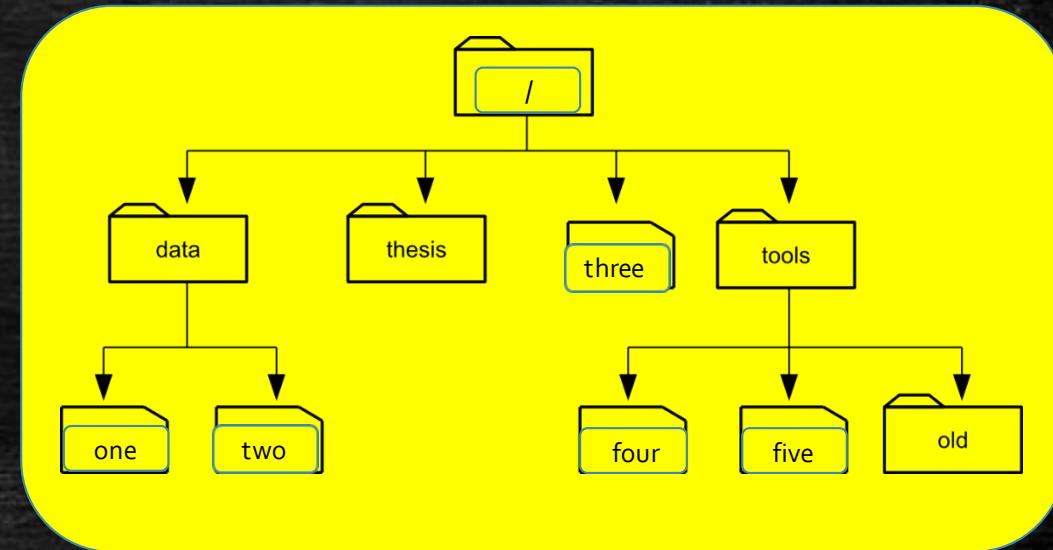 /
data
thesis
three
tools
one
two
four
five
old